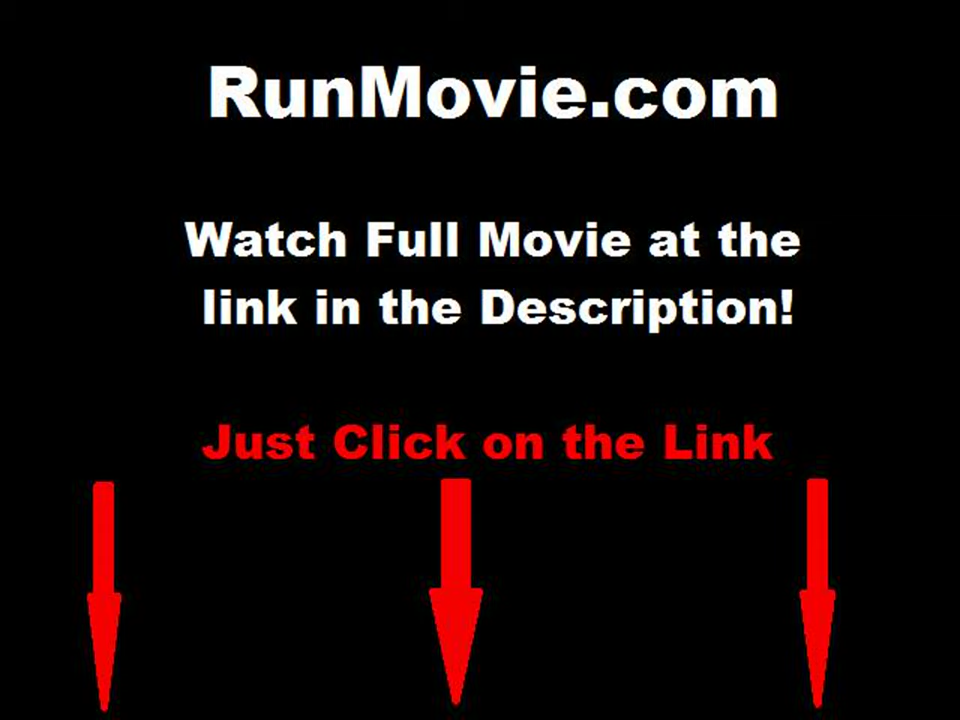 RunMovie.com
Watch Full Movie at the
link in the Description!
Just Click on the Link